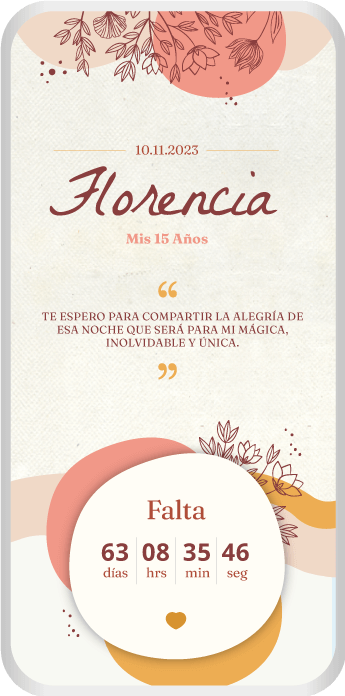 10.11.2023
Florencia
Mis 15 Años
“
TE ESPERO PARA COMPARTIR LA ALEGRÍA DE
ESA NOCHE QUE SERÁ PARA MI MÁGICA,
INOLVIDABLE Y ÚNICA.
”
Falta
63 08 35 46
días hrs min seg